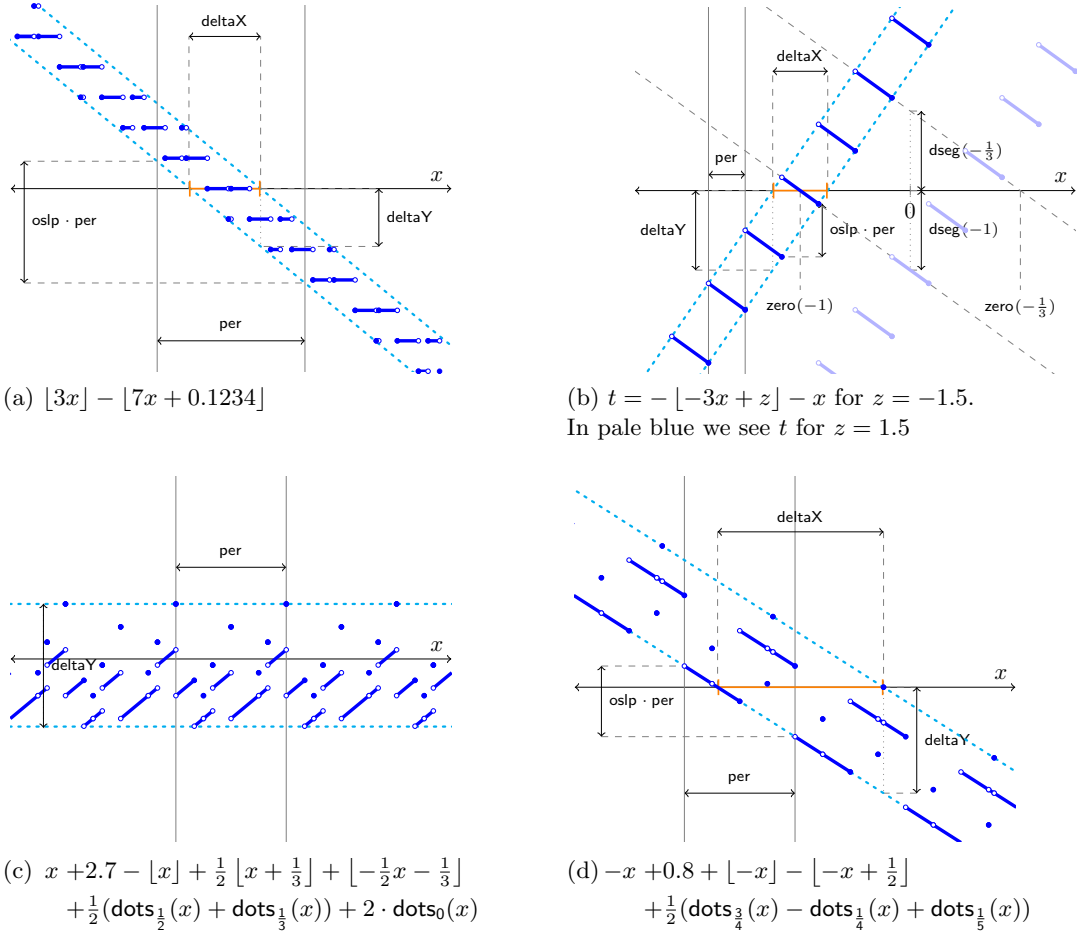 deltaX
x
oslp · per
deltaY
per
(a) ⌊3x⌋ − ⌊7x + 0.1234⌋
deltaX
per
dseg(−1/3)
x
0
deltaY
oslp · per
dseg(−1)
zero(−1)
zero(−1/3)
(b) t = − ⌊−3x + z⌋ − x for z = −1.5.
In pale blue we see t for z = 1.5
per
x
deltaY
(c) x +2.7 − ⌊x⌋ + 1/2 ⌊x + 1/3⌋ + ⌊−1/2x − 1/3⌋
+1/2(dots_{1/2}(x) + dots_{1/3}(x)) + 2 · dots_0(x)
deltaX
x
oslp · per
deltaY
per
(d) −x +0.8 + ⌊−x⌋ − ⌊−x + 1/2⌋
+1/2(dots_{3/4}(x) − dots_{1/4}(x) + dots_{1/5}(x))